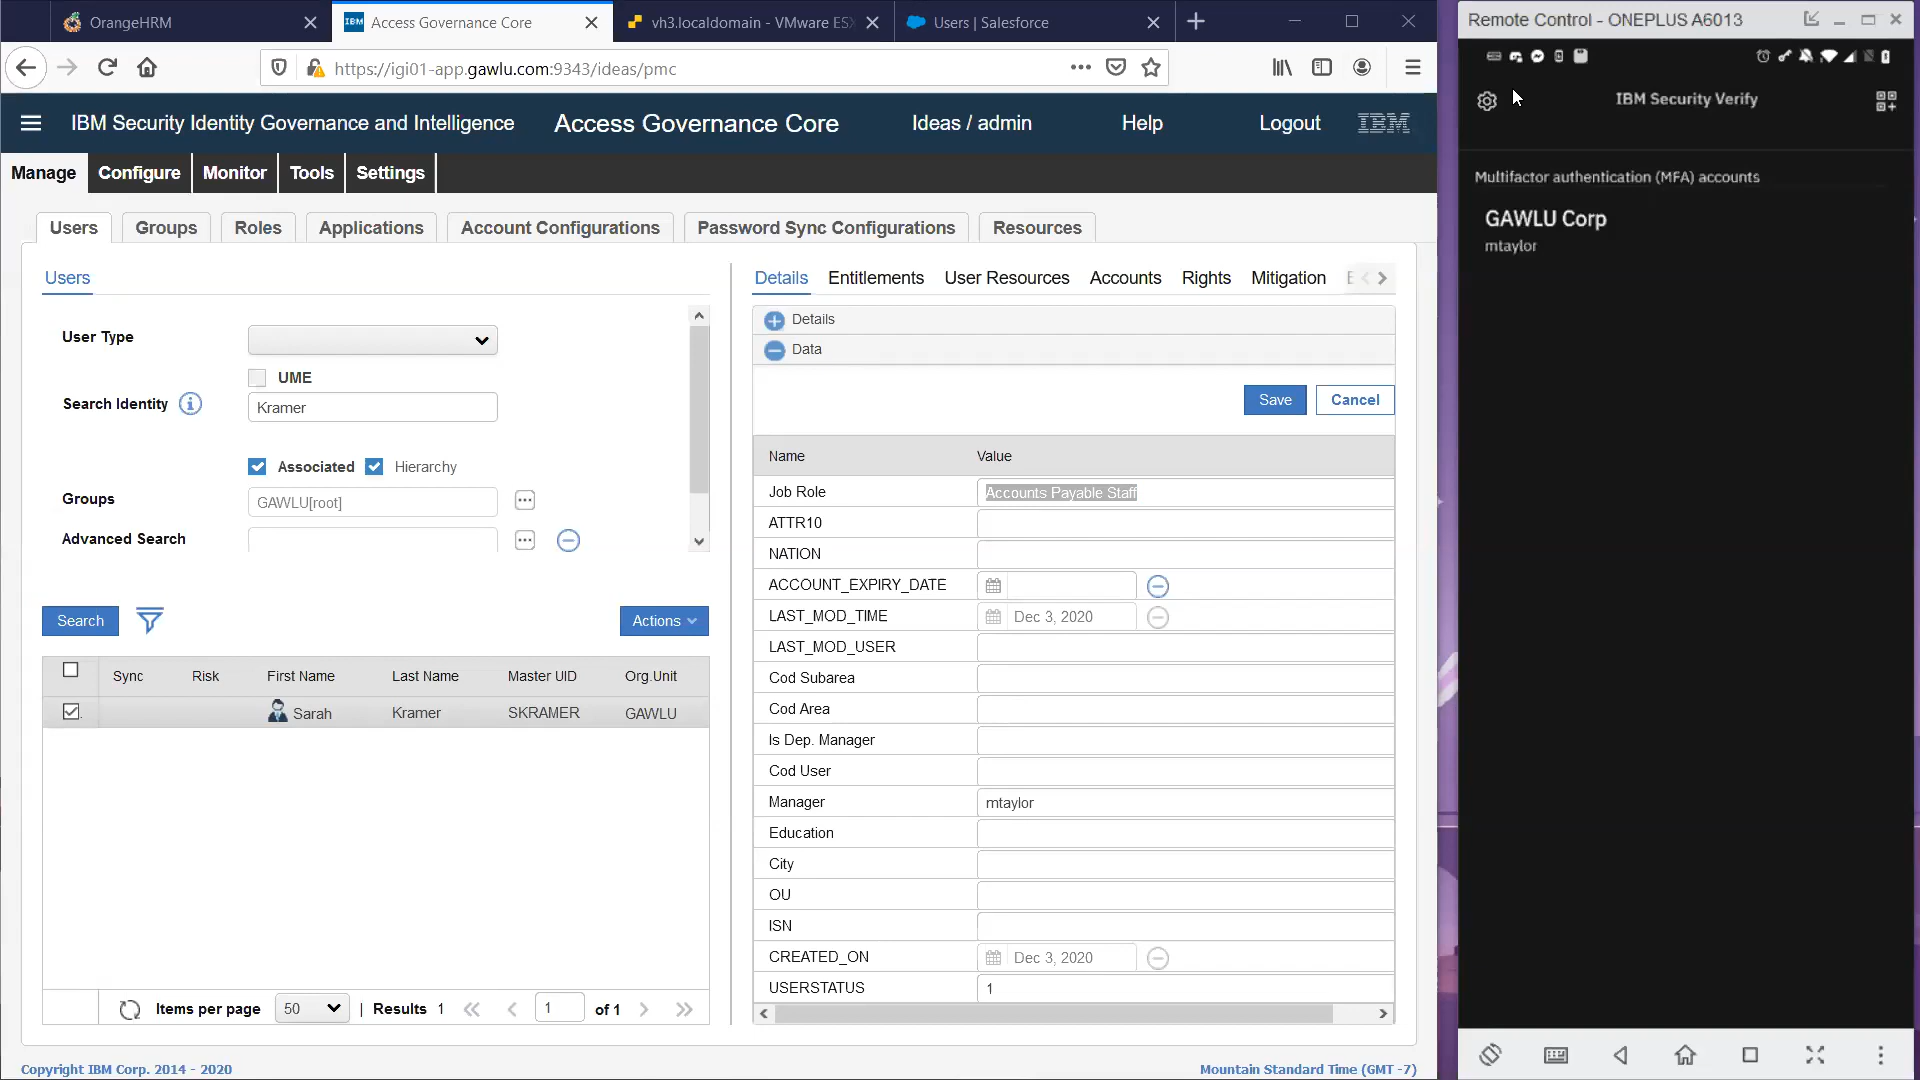 OrangeHRM
IBM Access Governance Core
vh3.localdomain - VMware ESX
Users | Salesforce
Remote Control - ONEPLUS A6013
https://igi01-app.gawlu.com:9343/ideas/pmc
IBM Security Identity Governance and Intelligence
Access Governance Core
Ideas / admin
Help
Logout
IBM
Manage
Configure
Monitor
Tools
Settings
Users
Groups
Roles
Applications
Account Configurations
Password Sync Configurations
Resources
Users
User Type
UME
Search Identity
Kramer
Associated
Hierarchy
Groups
GAWLU[root]
Advanced Search
Search
Actions
Sync Risk First Name Last Name Master UID Org.Unit
Sarah Kramer SKRAMER GAWLU
Items per page 50 | Results 1 1 of 1
Details
Entitlements
User Resources
Accounts
Rights
Mitigation
Details
Data
Save
Cancel
Name Value
Job Role Accounts Payable Staff
ATTR10
NATION
ACCOUNT_EXPIRY_DATE
LAST_MOD_TIME Dec 3, 2020
LAST_MOD_USER
Cod Subarea
Cod Area
Is Dep. Manager
Cod User
Manager mtaylor
Education
City
OU
ISN
CREATED_ON Dec 3, 2020
USERSTATUS 1
Copyright IBM Corp. 2014 - 2020
Mountain Standard Time (GMT -7)
IBM Security Verify
Multifactor authentication (MFA) accounts
GAWLU Corp
mtaylor